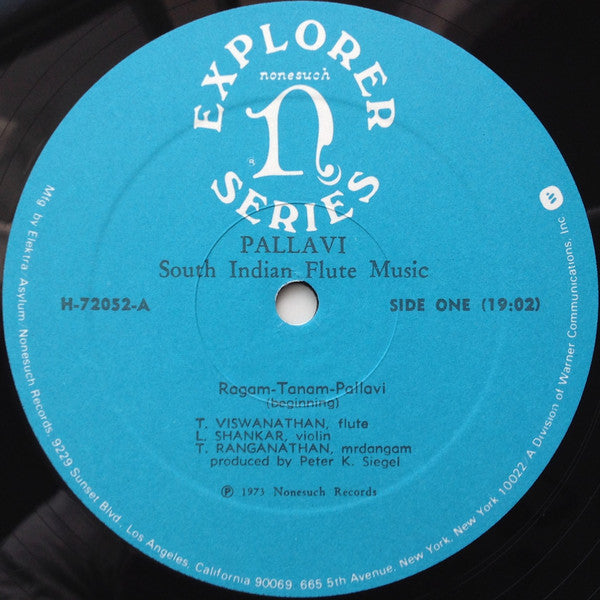 EXPLORER
nonesuch
n
®
SERIES
PALLAVI
South Indian Flute Music
H-72052-A
SIDE ONE (19:02)
Ragam-Tanam-Pallavi
(beginning)
T. VISWANATHAN, flute
L. SHANKAR, violin
T. RANGANATHAN, mrdangam
produced by Peter K. Siegel
℗ 1973 Nonesuch Records
Mfg by Elektra/Asylum/Nonesuch Records, 9229 Sunset Blvd., Los Angeles, California 90069. 665 5th Avenue, New York, New York 10022. A Division of Warner Communications, Inc.